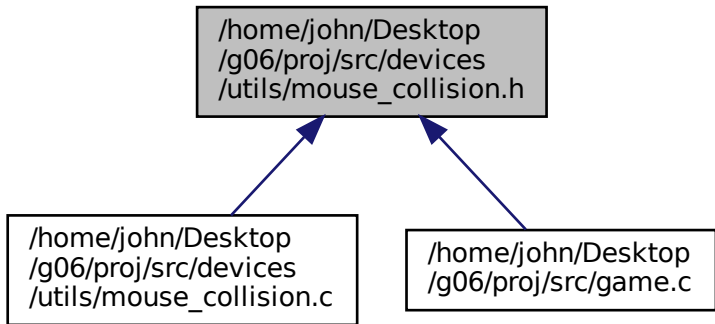 /home/john/Desktop
/g06/proj/src/devices
/utils/mouse_collision.h
/home/john/Desktop
/g06/proj/src/devices
/utils/mouse_collision.c
/home/john/Desktop
/g06/proj/src/game.c